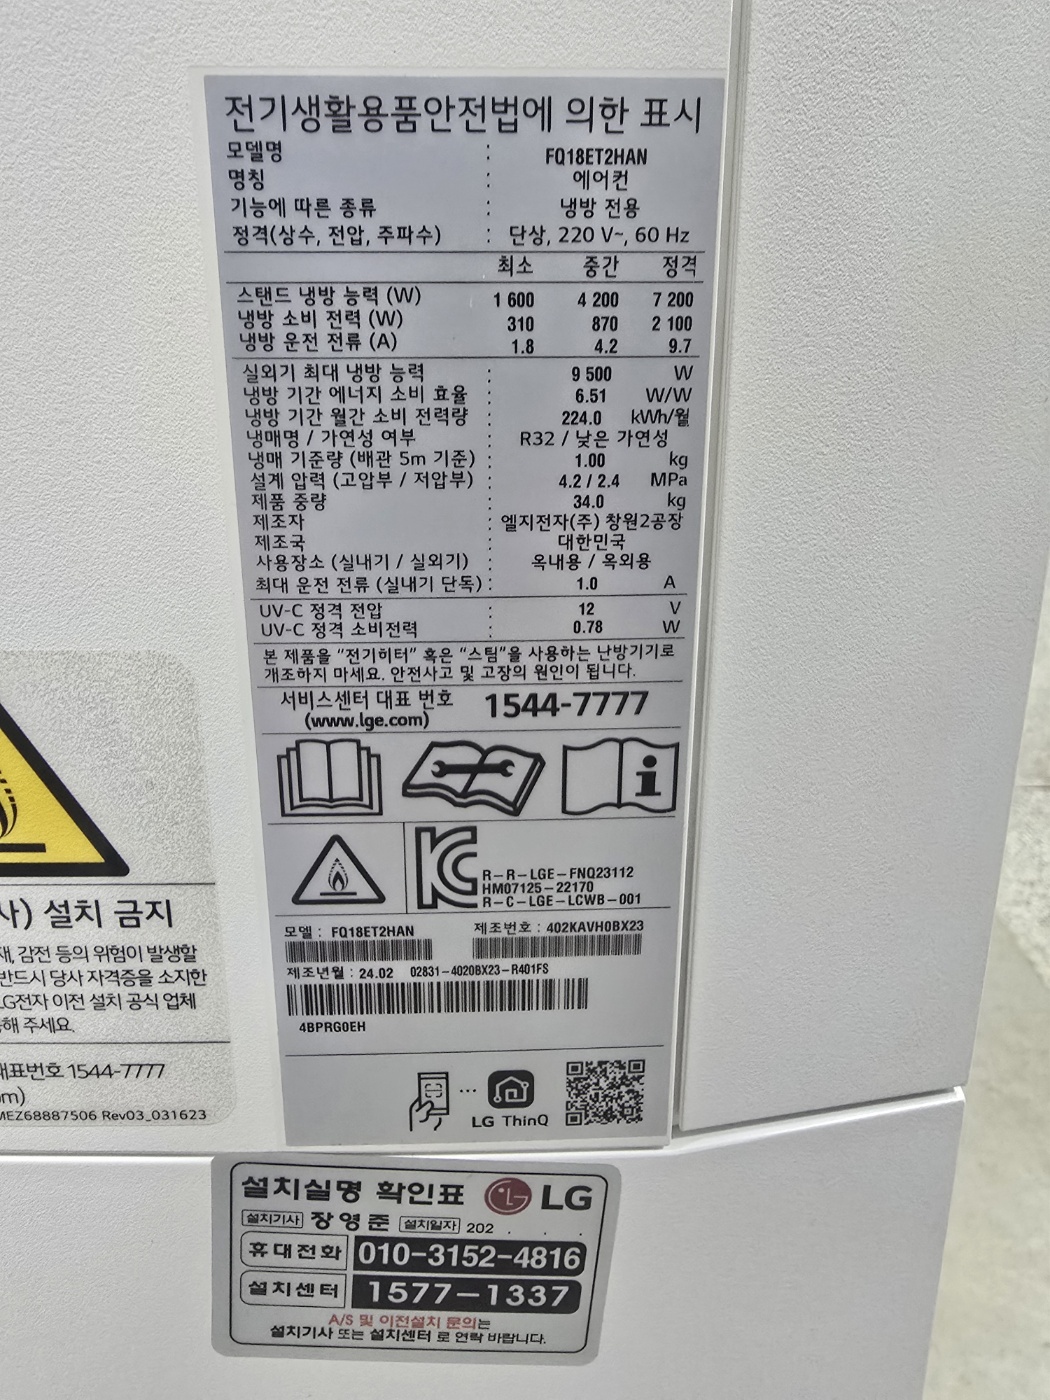 전기생활용품안전법에 의한 표시
모델명 : FQ18ET2HAN
명칭 : 에어컨
기능에 따른 종류 : 냉방 전용
정격(상수, 전압, 주파수) : 단상, 220 V~, 60 Hz
최소 중간 정격
스탠드 냉방 능력 (W) 1 600 4 200 7 200
냉방 소비 전력 (W) 310 870 2 100
냉방 운전 전류 (A) 1.8 4.2 9.7
실외기 최대 냉방 능력 : 9 500 W
냉방 기간 에너지 소비 효율 : 6.51 W/W
냉방 기간 월간 소비 전력량 : 224.0 kWh/월
냉매명 / 가연성 여부 : R32 / 낮은 가연성
냉매 기준량 (배관 5m 기준) : 1.00 kg
설계 압력 (고압부 / 저압부) : 4.2 / 2.4 MPa
제품 중량 : 34.0 kg
제조자 : 엘지전자(주) 창원2공장
제조국 : 대한민국
사용장소 (실내기 / 실외기) : 옥내용 / 옥외용
최대 운전 전류 (실내기 단독) : 1.0 A
UV-C 정격 전압 : 12 V
UV-C 정격 소비전력 : 0.78 W
본 제품을 "전기히터" 혹은 "스팀"을 사용하는 난방기기로
개조하지 마세요. 안전사고 및 고장의 원인이 됩니다.
서비스센터 대표 번호 1544-7777
(www.lge.com)
R-R-LGE-FNQ23112
HM07125-22170
R-C-LGE-LCWB-001
모델 : FQ18ET2HAN 제조번호 : 402KAVH0BX23
제조년월 : 24.02 02831-4020BX23-R401FS
4BPRG0EH
LG ThinQ
사) 설치 금지
재, 감전 등의 위험이 발생할
반드시 당사 자격증을 소지한
LG전자 이전 설치 공식 업체
해 주세요.
대표번호 1544-7777
om)
MEZ68887506 Rev03_031623
설치실명 확인표 LG
설치기사 장영준 설치일자 202 . . .
휴대전화 010-3152-4816
설치센터 1577-1337
A/S 및 이전설치 문의는
설치기사 또는 설치센터 로 연락 바랍니다.